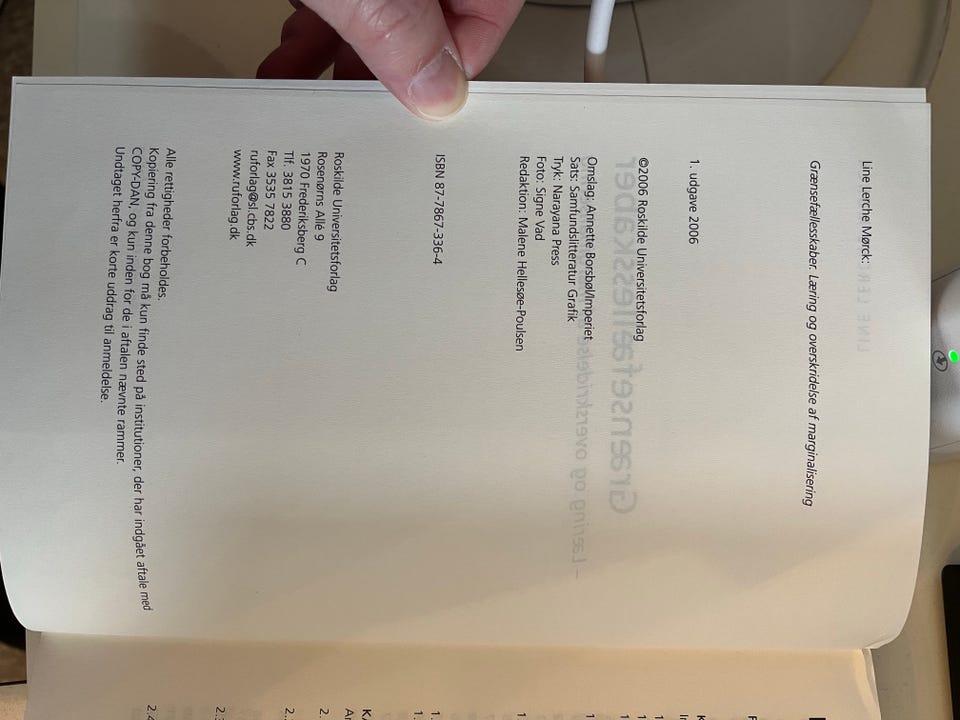 Line Lerche Mørck:
Grænsefællesskaber. Læring og overskridelse af marginalisering
1. udgave 2006
©2006 Roskilde Universitetsforlag
Omslag: Annette Borsbøl/Imperiet
Sats: Samfundslitteratur Grafik
Tryk: Narayana Press
Foto: Signe Vad
Redaktion: Malene Hellesøe-Poulsen
ISBN 87-7867-336-4
Roskilde Universitetsforlag
Rosenørns Allé 9
1970 Frederiksberg C
Tlf. 3815 3880
Fax 3535 7822
ruforlag@sl.cbs.dk
www.ruforlag.dk
Alle rettigheder forbeholdes.
Kopiering fra denne bog må kun finde sted på institutioner, der har indgået aftale med
COPY-DAN, og kun inden for de i aftalen nævnte rammer.
Undtaget herfra er korte uddrag til anmeldelse.